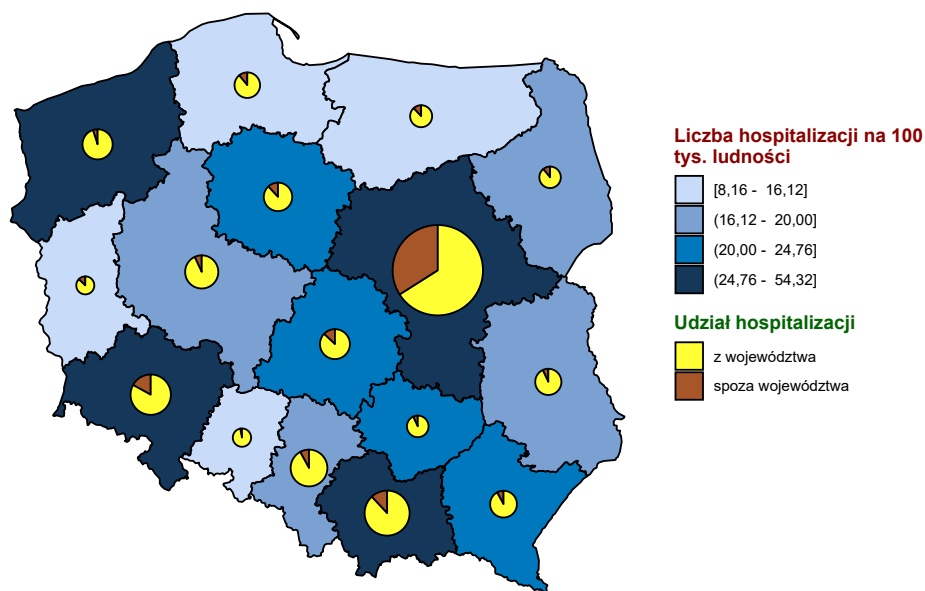 Liczba hospitalizacji na 100
tys. ludności
[8,16 - 16,12]
(16,12 - 20,00]
(20,00 - 24,76]
(24,76 - 54,32]
Udział hospitalizacji
z województwa
spoza województwa